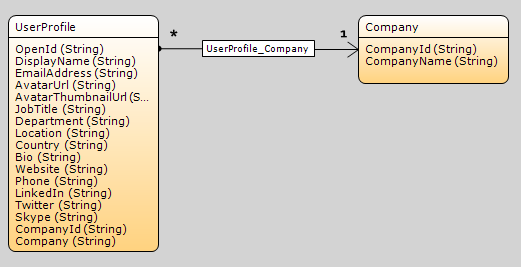 UserProfile
OpenId (String)
DisplayName (String)
EmailAddress (String)
AvatarUrl (String)
AvatarThumbnailUrl (S...
JobTitle (String)
Department (String)
Location (String)
Country (String)
Bio (String)
Website (String)
Phone (String)
LinkedIn (String)
Twitter (String)
Skype (String)
CompanyId (String)
Company (String)
*
UserProfile_Company
1
Company
CompanyId (String)
CompanyName (String)